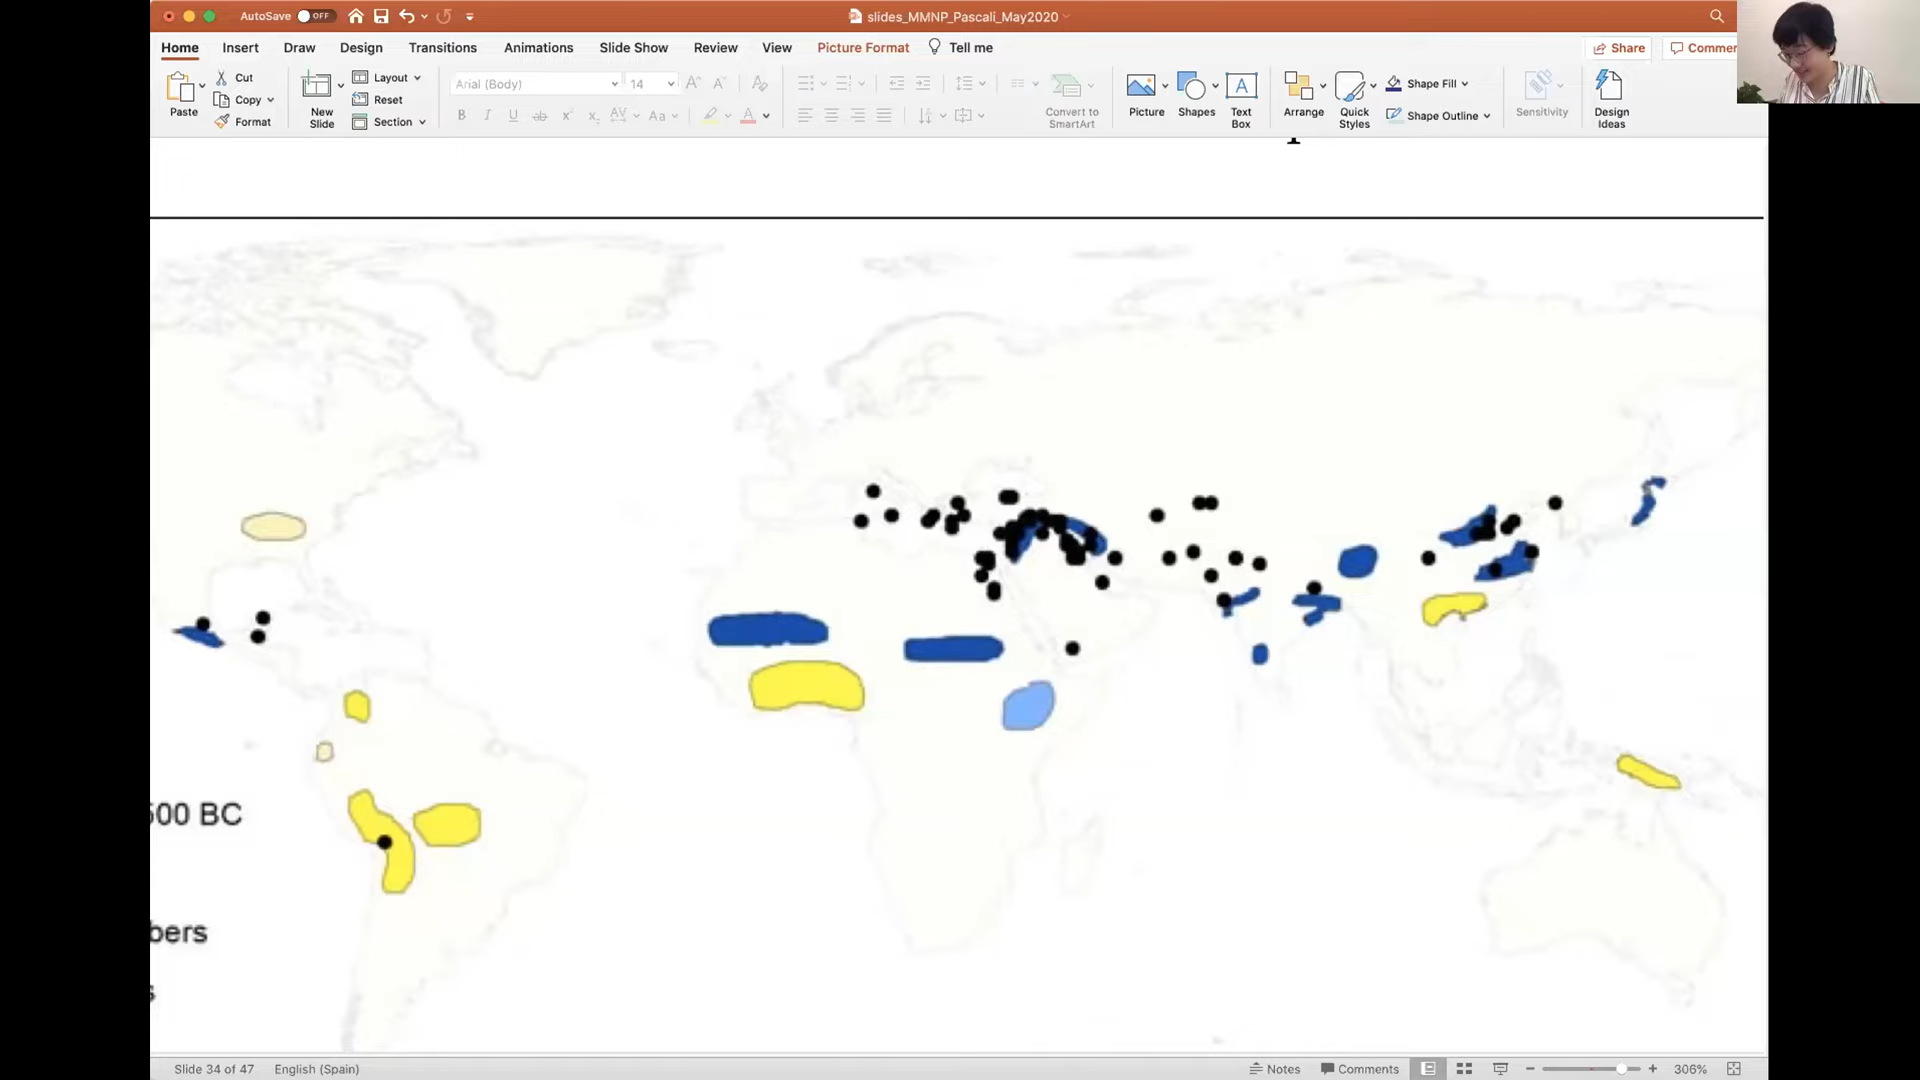 AutoSave OFF
slides_MMNP_Pascali_May2020
Home Insert Draw Design Transitions Animations Slide Show Review View Picture Format Tell me
Share
Paste
Cut
Copy
Format
New Slide
Layout
Reset
Section
Arial (Body)
14
Convert to SmartArt
Picture
Shapes
Text Box
Arrange
Quick Styles
Shape Fill
Shape Outline
Sensitivity
Design Ideas
500 BC
Slide 34 of 47
English (Spain)
Notes
Comments
306%